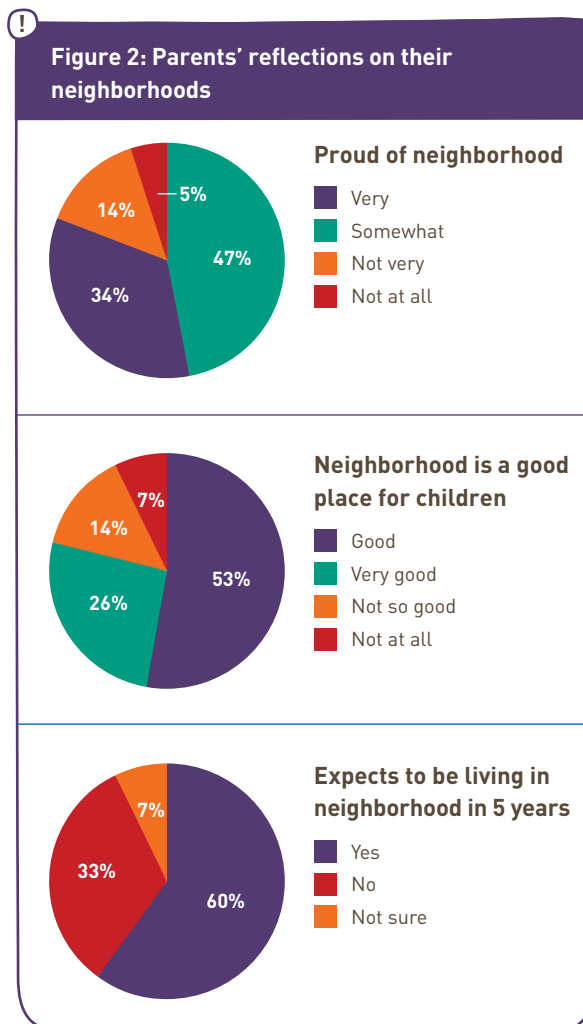 !
Figure 2: Parents’ reflections on their
neighborhoods
Proud of neighborhood
Very
Somewhat
Not very
Not at all
5%
14%
47%
34%
Neighborhood is a good
place for children
Good
Very good
Not so good
Not at all
7%
14%
53%
26%
Expects to be living in
neighborhood in 5 years
Yes
No
Not sure
7%
33%
60%